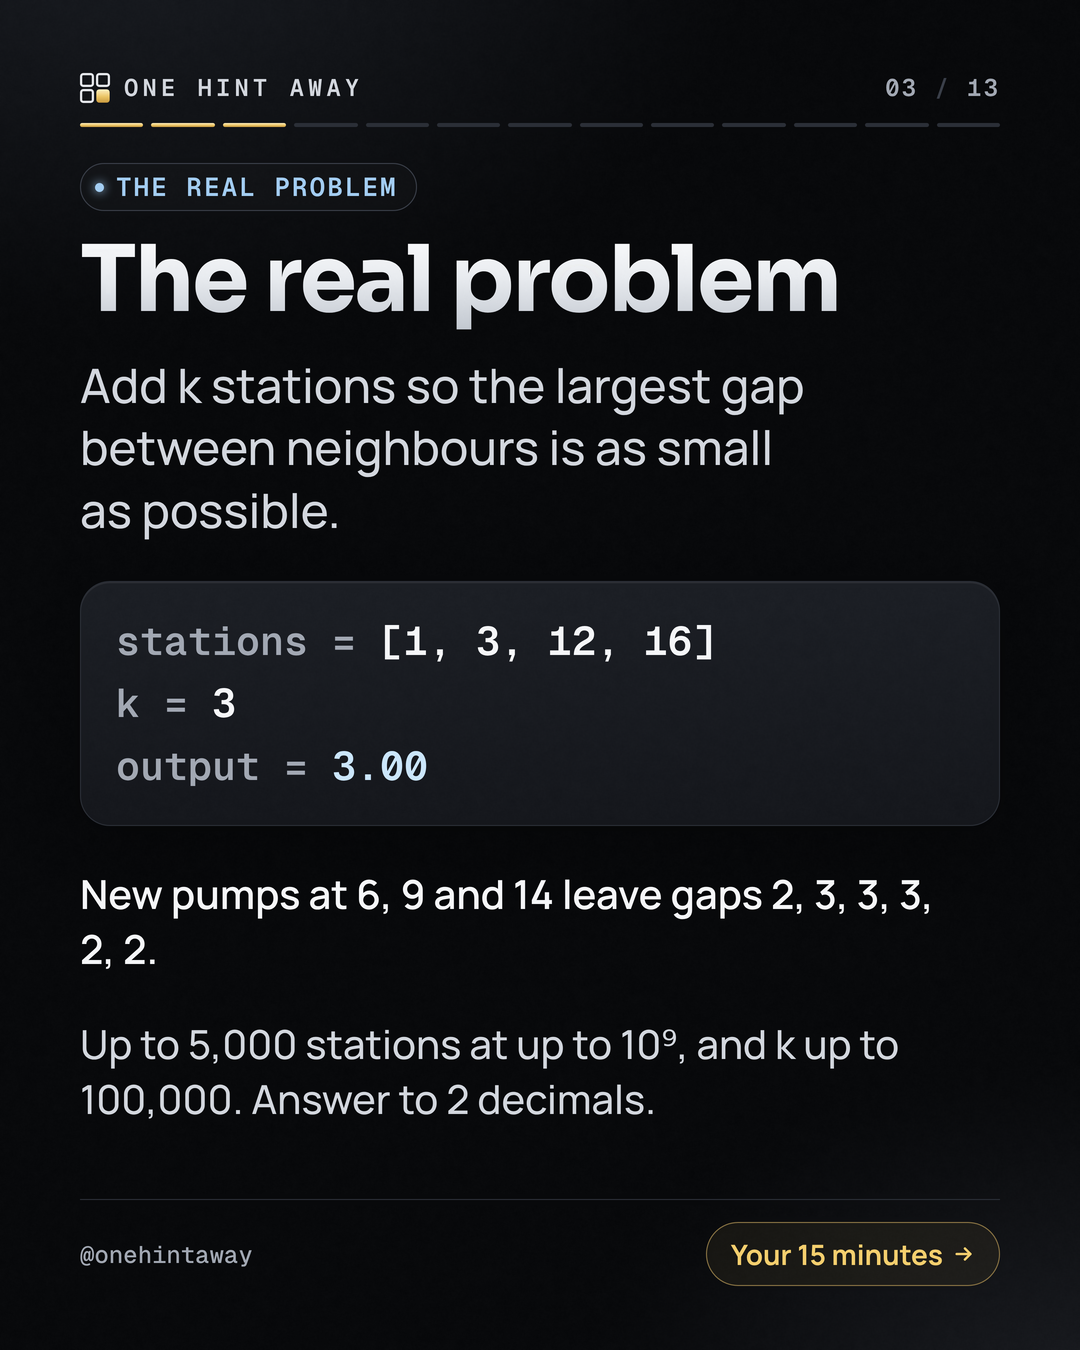 ONE HINT AWAY
03 / 13
THE REAL PROBLEM
The real problem
Add k stations so the largest gap
between neighbours is as small
as possible.
stations = [1, 3, 12, 16]
k = 3
output = 3.00
New pumps at 6, 9 and 14 leave gaps 2, 3, 3, 3,
2, 2.
Up to 5,000 stations at up to 10⁹, and k up to
100,000. Answer to 2 decimals.
@onehintaway
Your 15 minutes →